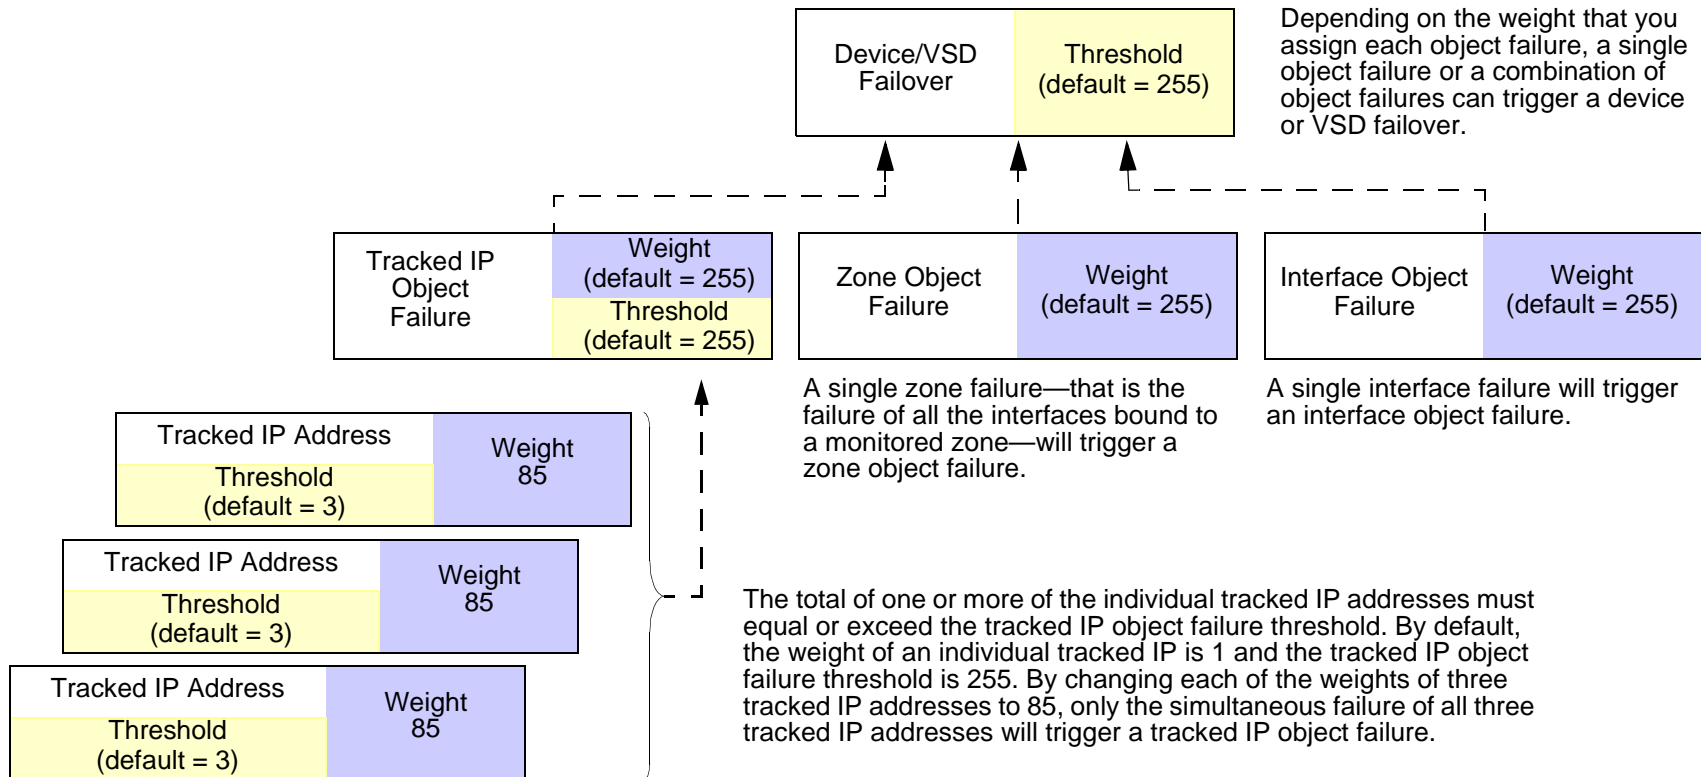 Device/VSD
Failover
Threshold
(default = 255)
Depending on the weight that you
assign each object failure, a single
object failure or a combination of
object failures can trigger a device
or VSD failover.
Tracked IP
Object
Failure
Weight
(default = 255)
Threshold
(default = 255)
Zone Object
Failure
Weight
(default = 255)
Interface Object
Failure
Weight
(default = 255)
A single zone failure—that is the
failure of all the interfaces bound to
a monitored zone—will trigger a
zone object failure.
A single interface failure will trigger
an interface object failure.
Tracked IP Address
Threshold
(default = 3)
Weight
85
Tracked IP Address
Threshold
(default = 3)
Weight
85
Tracked IP Address
Threshold
(default = 3)
Weight
85
The total of one or more of the individual tracked IP addresses must
equal or exceed the tracked IP object failure threshold. By default,
the weight of an individual tracked IP is 1 and the tracked IP object
failure threshold is 255. By changing each of the weights of three
tracked IP addresses to 85, only the simultaneous failure of all three
tracked IP addresses will trigger a tracked IP object failure.